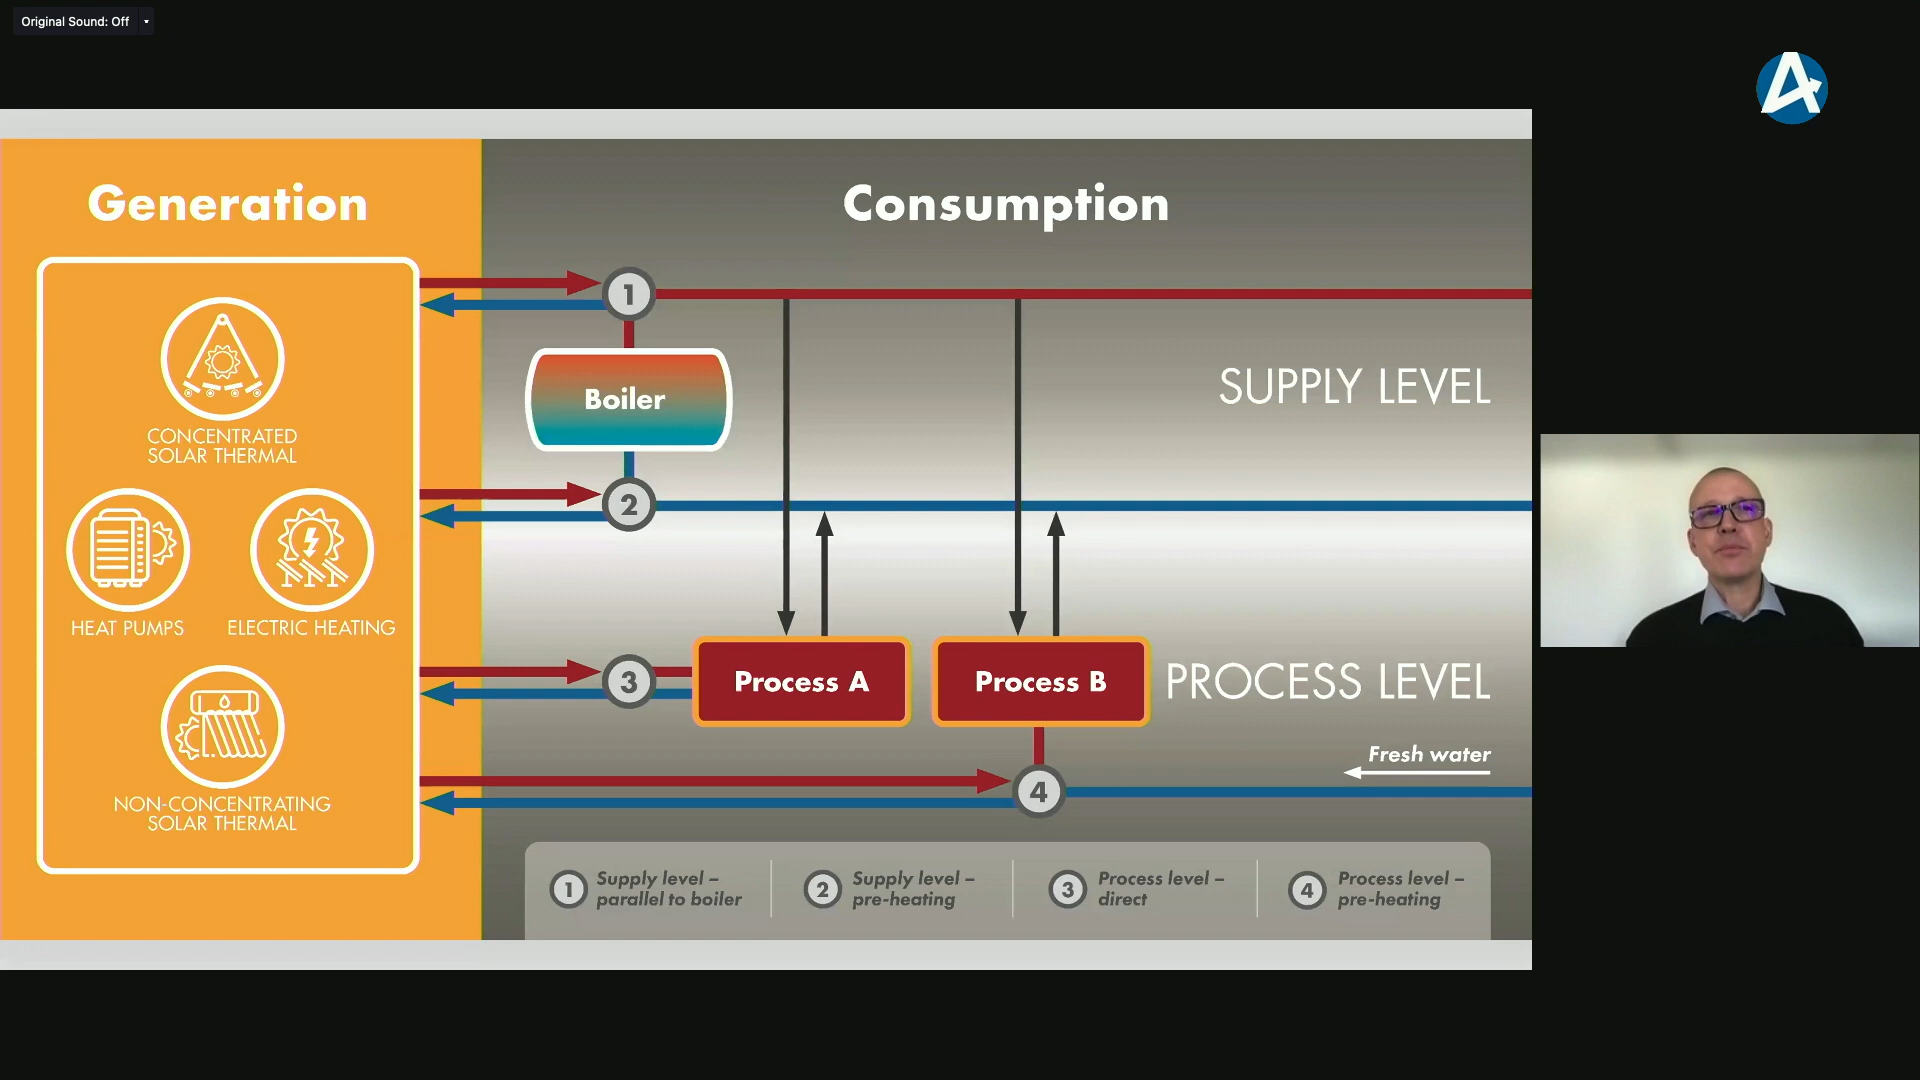 Original Sound: Off
Generation
Consumption
1
SUPPLY LEVEL
Boiler
CONCENTRATED
SOLAR THERMAL
2
HEAT PUMPS
ELECTRIC HEATING
3
Process A
Process B
PROCESS LEVEL
Fresh water
4
NON-CONCENTRATING
SOLAR THERMAL
1
Supply level –
parallel to boiler
2
Supply level –
pre-heating
3
Process level –
direct
4
Process level –
pre-heating